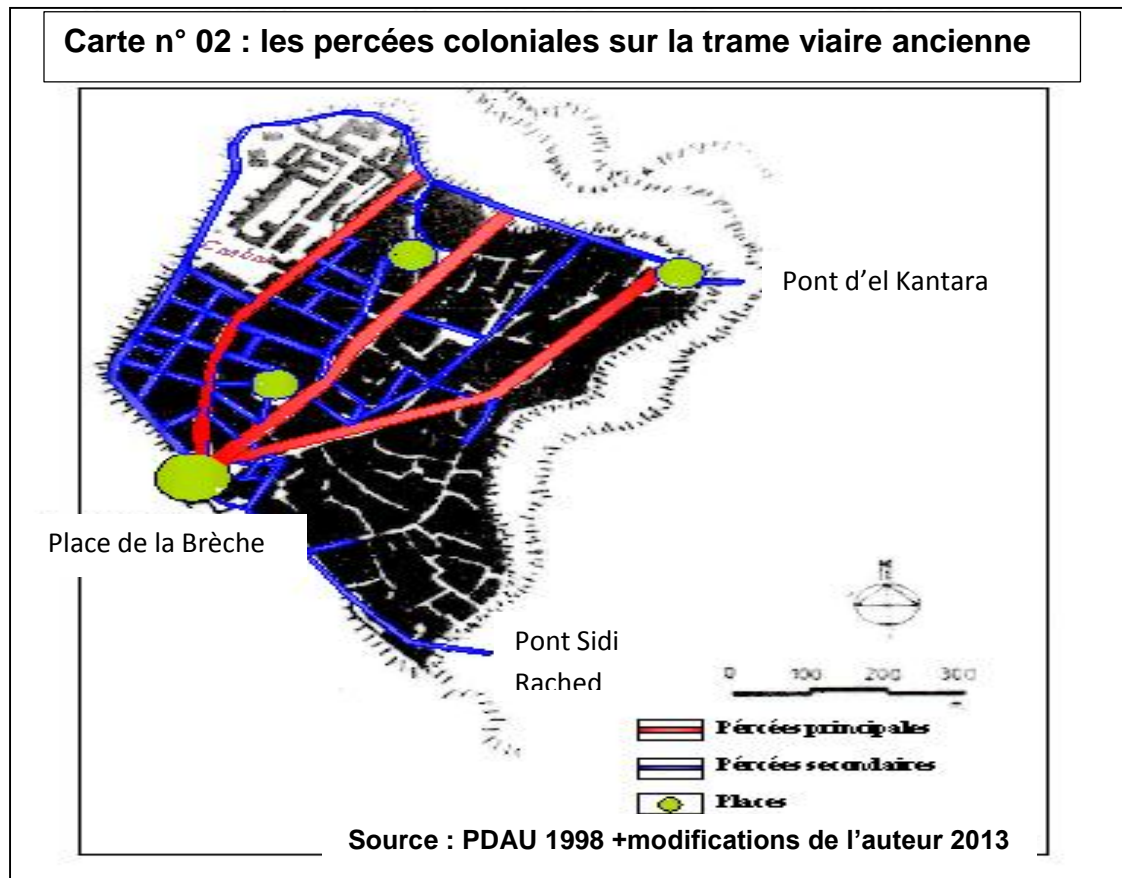 Carte n° 02 : les percées coloniales sur la trame viaire ancienne
Pont d'el Kantara
Place de la Brèche
Pont Sidi
Rached
N
0 100 200 300
Pércées principales
Pércées secondaires
Places
Source : PDAU 1998 +modifications de l'auteur 2013